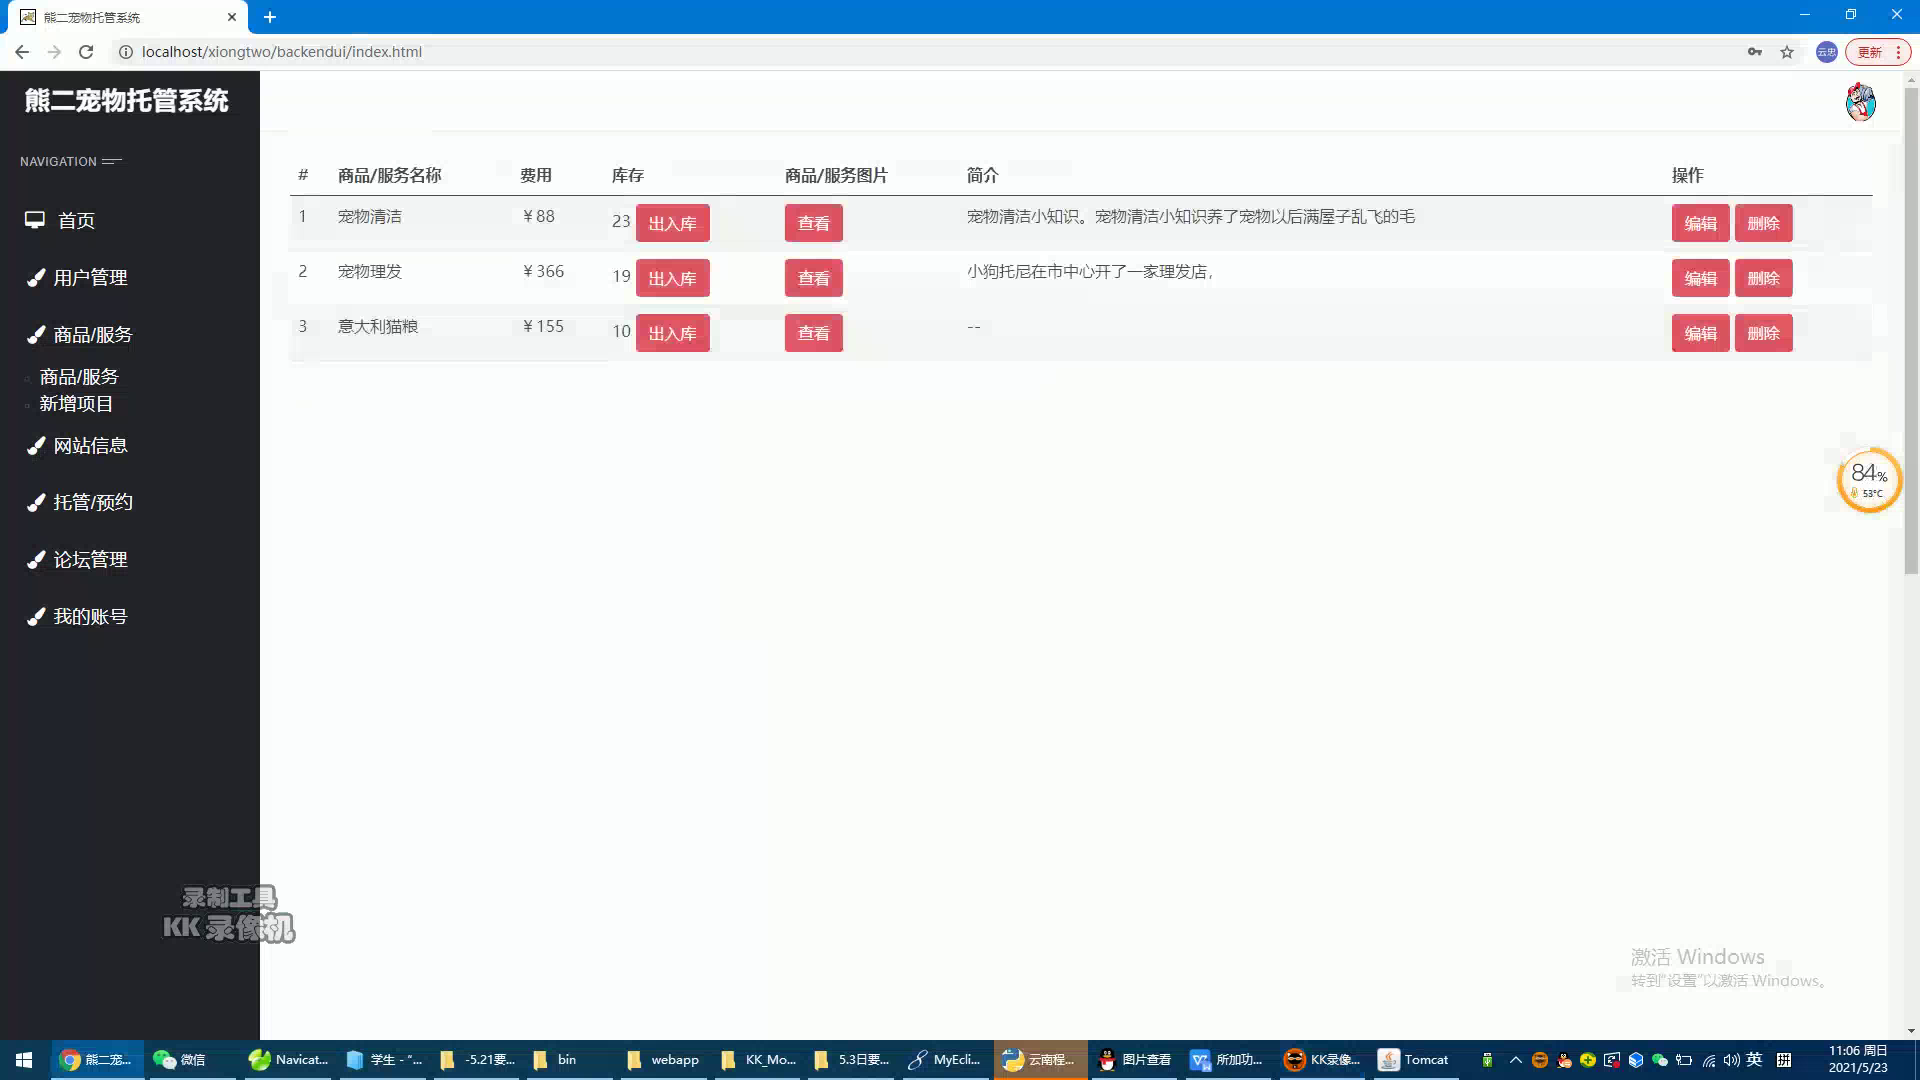 熊二宠物托管系统
localhost/xiongtwo/backendui/index.html
云忠
更新
熊二宠物托管系统
NAVIGATION
首页
用户管理
商品/服务
商品/服务
新增项目
网站信息
托管/预约
论坛管理
我的账号
# 商品/服务名称 费用 库存 商品/服务图片 简介 操作
1 宠物清洁 ￥88 23 出入库 查看 宠物清洁小知识。宠物清洁小知识养了宠物以后满屋子乱飞的毛 编辑 删除
2 宠物理发 ￥366 19 出入库 查看 小狗托尼在市中心开了一家理发店， 编辑 删除
3 意大利猫粮 ￥155 10 出入库 查看 -- 编辑 删除
84%
53°C
录制工具
KK 录像机
激活 Windows
转到"设置"以激活 Windows。
熊二宠... 微信 Navicat... 学生 - "... -5.21要... bin webapp KK_Mo... 5.3日要... MyEcli... 云南程... 图片查看 所加功... KK录像... Tomcat 英 拼
11:06 周日
2021/5/23